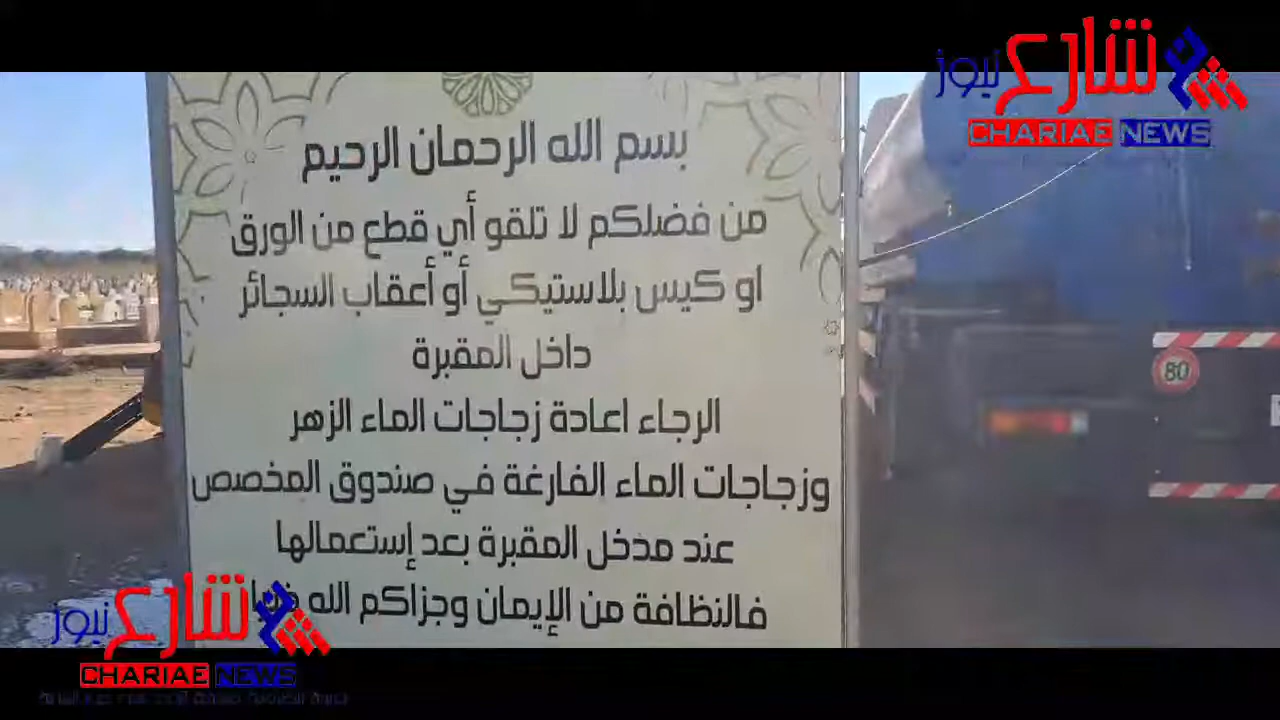 شارع نيوز
CHARIAE NEWS
بسم الله الرحمان الرحيم
من فضلكم لا تلقو أي قطع من الورق
او كيس بلاستيكي أو أعقاب السجائر
داخل المقبرة
الرجاء اعادة زجاجات الماء الزهر
وزجاجات الماء الفارغة في صندوق المخصص
عند مدخل المقبرة بعد إستعمالها
فالنظافة من الإيمان وجزاكم الله
80
شارع نيوز
CHARIAE NEWS